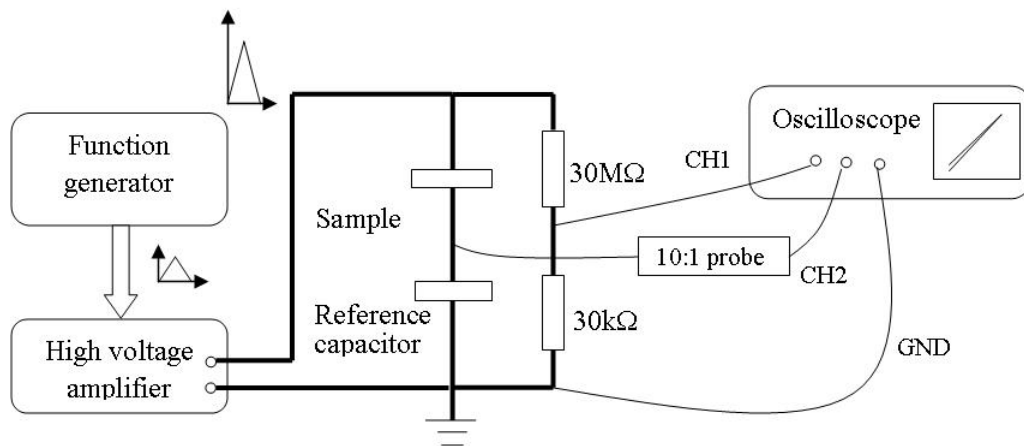 Function
generator
High voltage
amplifier
Sample
Reference
capacitor
30MΩ
30kΩ
CH1
10:1 probe
CH2
GND
Oscilloscope